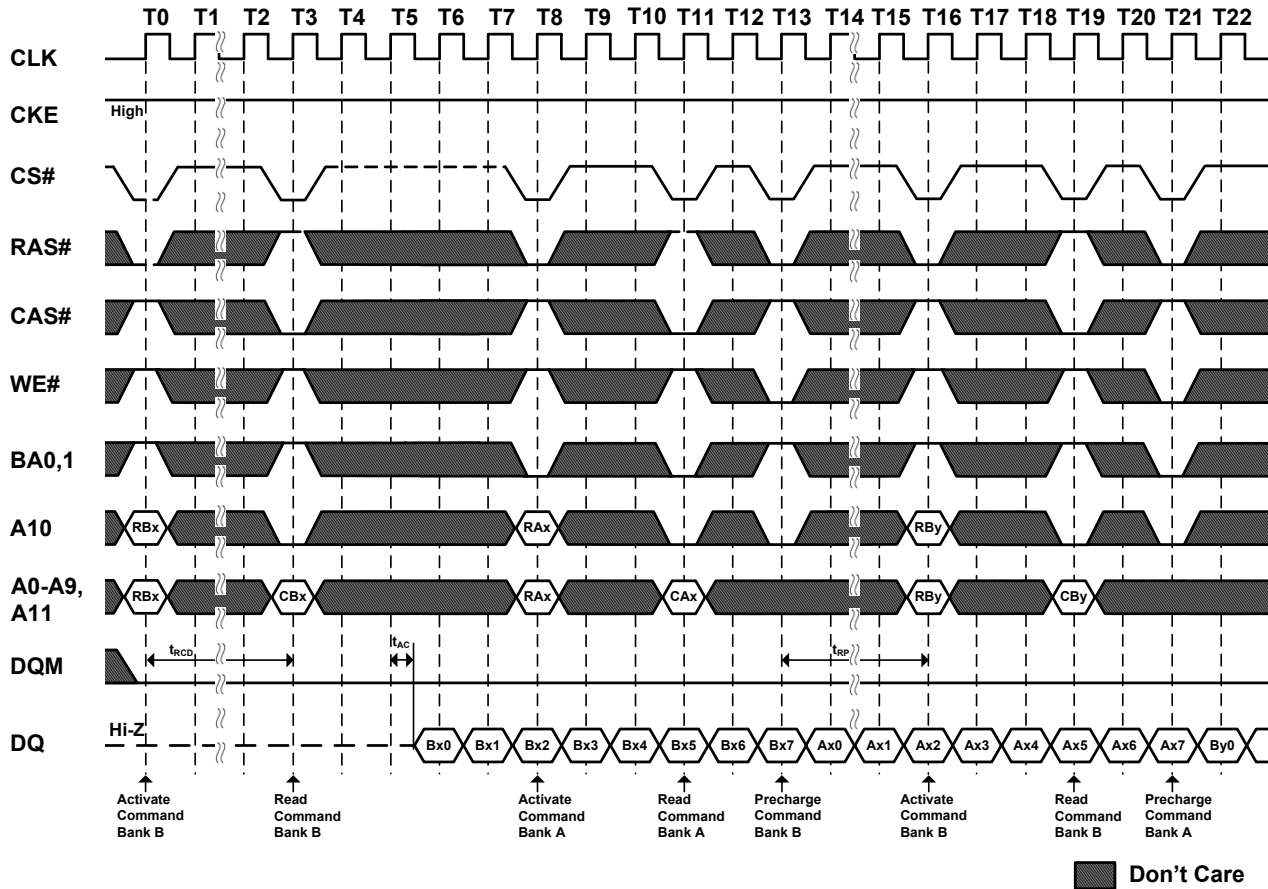 T0 T1 T2 T3 T4 T5 T6 T7 T8 T9 T10 T11 T12 T13 T14 T15 T16 T17 T18 T19 T20 T21 T22
CLK
CKE
High
CS#
RAS#
CAS#
WE#
BA0,1
A10
RBx RAx RBy
A0-A9,
A11
RBx CBx RAx CAx RBy CBy
DQM
tRCD tAC tRP
DQ
Hi-Z
Bx0 Bx1 Bx2 Bx3 Bx4 Bx5 Bx6 Bx7 Ax0 Ax1 Ax2 Ax3 Ax4 Ax5 Ax6 Ax7 By0
Activate
Command
Bank B
Read
Command
Bank B
Activate
Command
Bank A
Read
Command
Bank A
Precharge
Command
Bank B
Activate
Command
Bank B
Read
Command
Bank B
Precharge
Command
Bank A
Don't Care